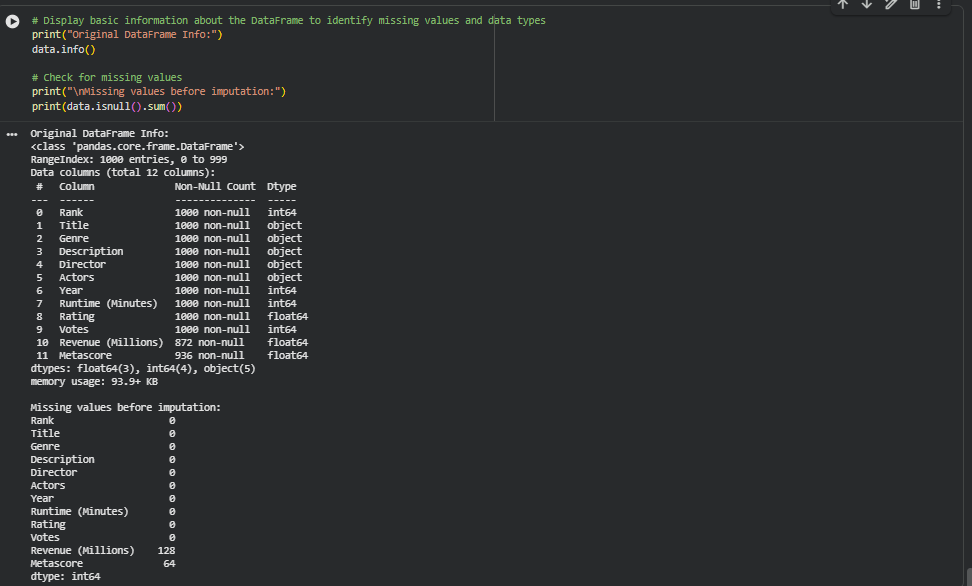 # Display basic information about the DataFrame to identify missing values and data types
print("Original DataFrame Info:")
data.info()
# Check for missing values
print("\nMissing values before imputation:")
print(data.isnull().sum())
Original DataFrame Info:
<class 'pandas.core.frame.DataFrame'>
RangeIndex: 1000 entries, 0 to 999
Data columns (total 12 columns):
 #   Column              Non-Null Count  Dtype
---  ------              --------------  -----
 0   Rank                1000 non-null   int64
 1   Title               1000 non-null   object
 2   Genre               1000 non-null   object
 3   Description         1000 non-null   object
 4   Director            1000 non-null   object
 5   Actors              1000 non-null   object
 6   Year                1000 non-null   int64
 7   Runtime (Minutes)   1000 non-null   int64
 8   Rating              1000 non-null   float64
 9   Votes               1000 non-null   int64
 10  Revenue (Millions)  872 non-null    float64
 11  Metascore           936 non-null    float64
dtypes: float64(3), int64(4), object(5)
memory usage: 93.9+ KB
Missing values before imputation:
Rank                    0
Title                   0
Genre                   0
Description             0
Director                0
Actors                  0
Year                    0
Runtime (Minutes)       0
Rating                  0
Votes                   0
Revenue (Millions)    128
Metascore              64
dtype: int64